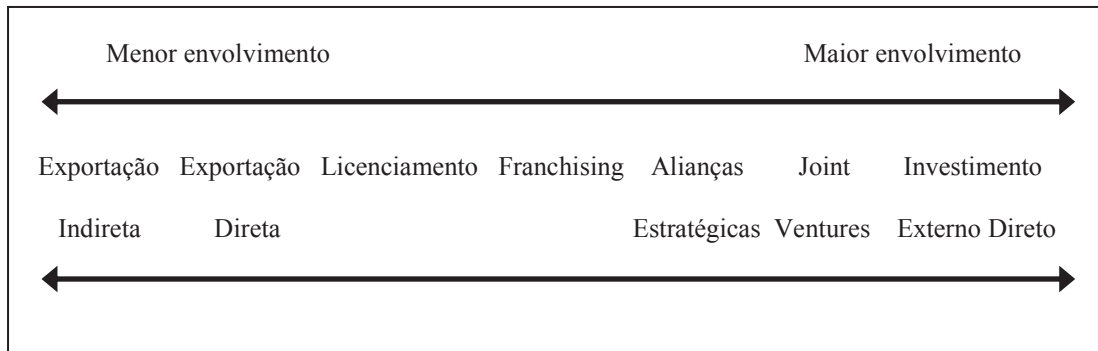 Menor envolvimento Maior envolvimento
Exportação Exportação Licenciamento Franchising Alianças Joint Investimento
Indireta Direta Estratégicas Ventures Externo Direto